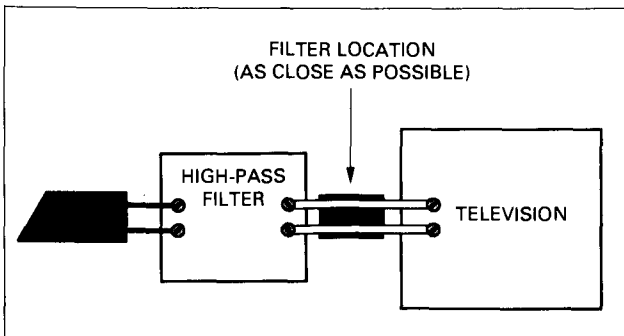 FILTER LOCATION
(AS CLOSE AS POSSIBLE)
HIGH-PASS
FILTER
TELEVISION